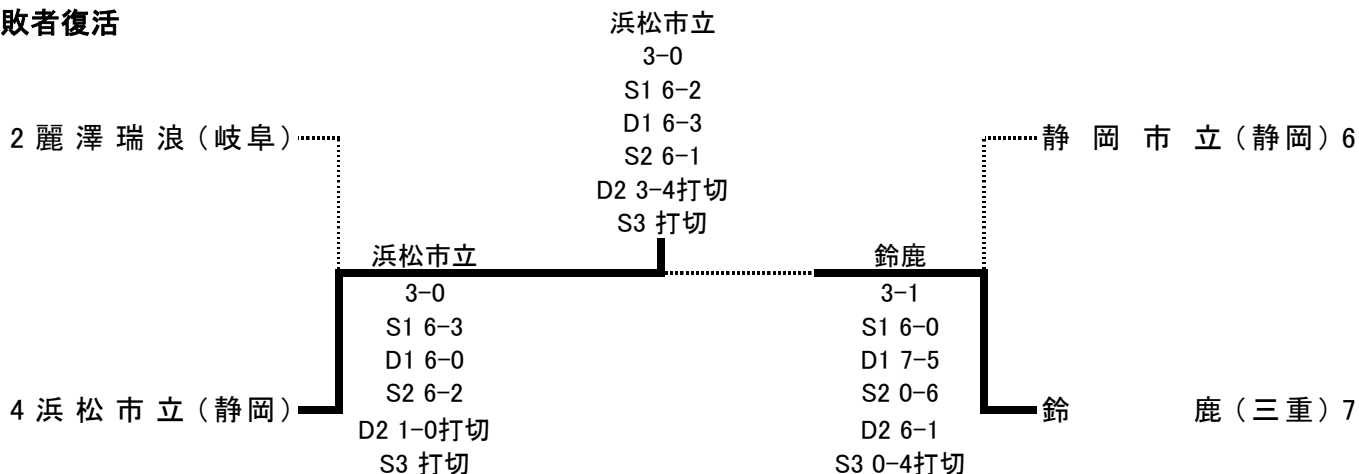 敗者復活
浜松市立
3-0
S1 6-2
D1 6-3
S2 6-1
D2 3-4打切
S3 打切
2 麗澤瑞浪（岐阜）
静岡市立（静岡）6
浜松市立
3-0
S1 6-3
D1 6-0
S2 6-2
D2 1-0打切
S3 打切
鈴鹿
3-1
S1 6-0
D1 7-5
S2 0-6
D2 6-1
S3 0-4打切
4 浜松市立（静岡）
鈴鹿（三重）7